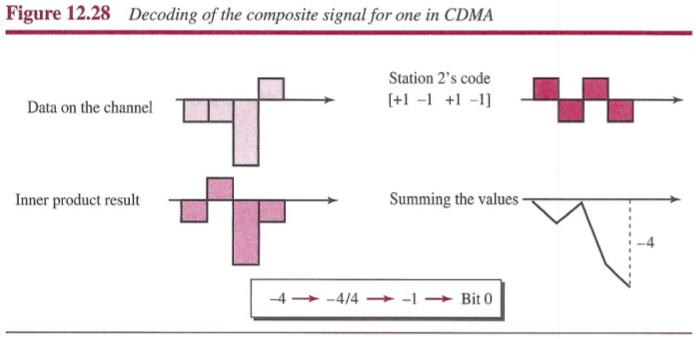 Figure 12.28 Decoding of the composite signal for one in CDMA
Data on the channel
Station 2's code
[+1 –1 +1 –1]
Inner product result
Summing the values
–4
–4 → –4/4 → –1 → Bit 0